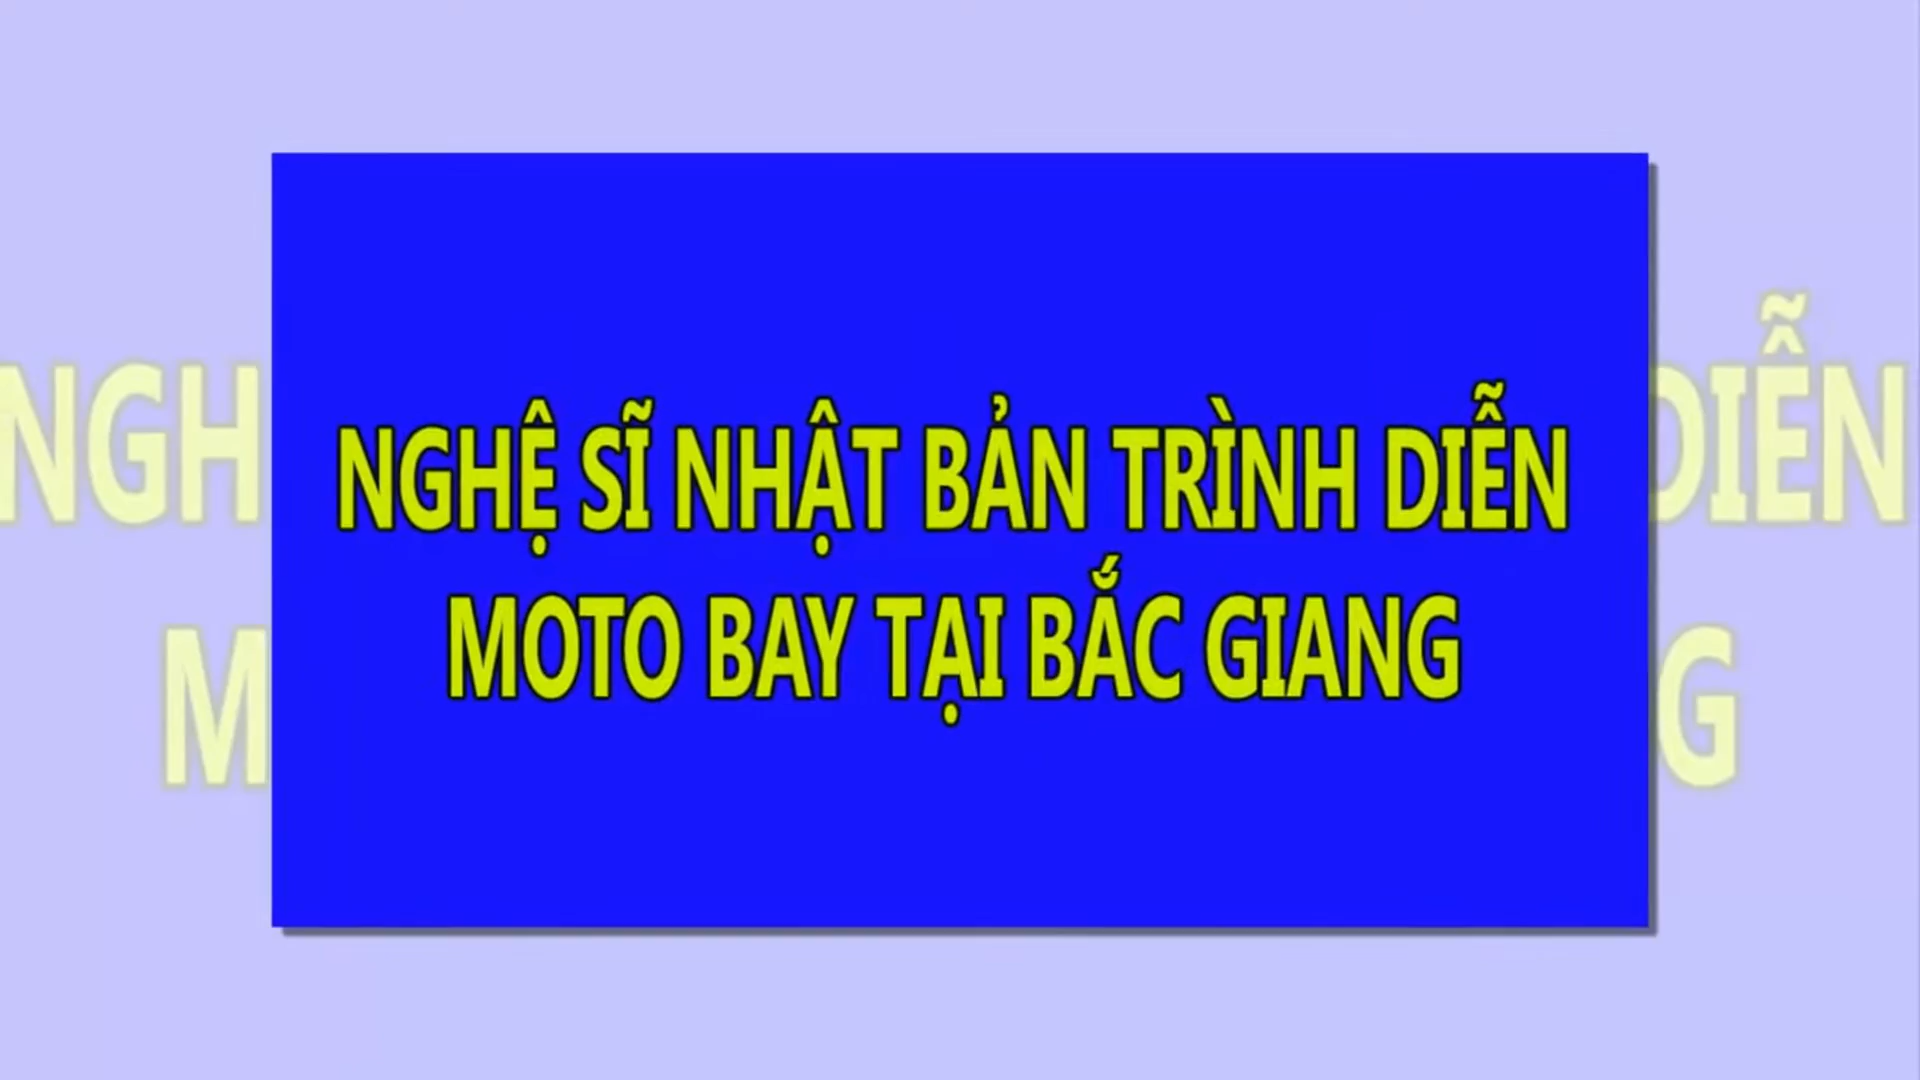 NGHỆ SĨ NHẬT BẢN TRÌNH DIỄN
MOTO BAY TẠI BẮC GIANG